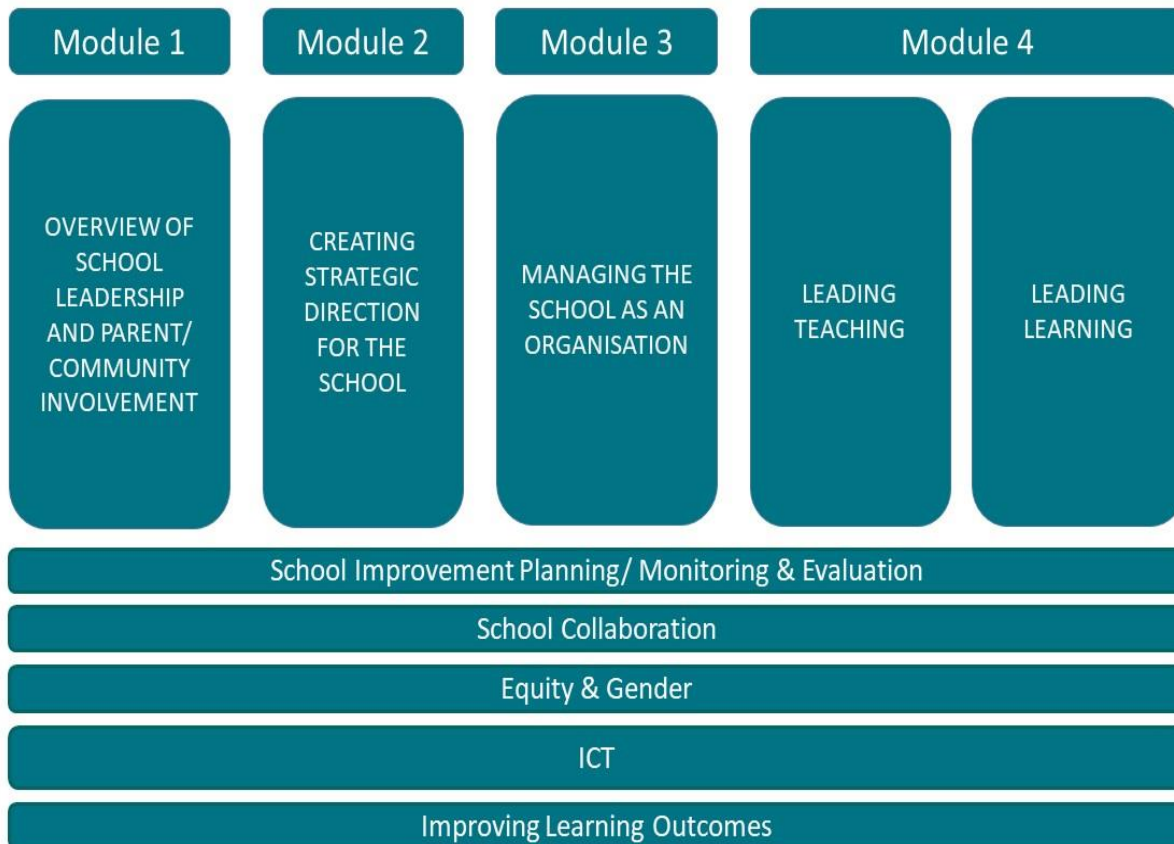 Module 1
Module 2
Module 3
Module 4
OVERVIEW OF
SCHOOL
LEADERSHIP
AND PARENT/
COMMUNITY
INVOLVEMENT
CREATING
STRATEGIC
DIRECTION
FOR THE
SCHOOL
MANAGING THE
SCHOOL AS AN
ORGANISATION
LEADING
TEACHING
LEADING
LEARNING
School Improvement Planning/ Monitoring & Evaluation
School Collaboration
Equity & Gender
ICT
Improving Learning Outcomes